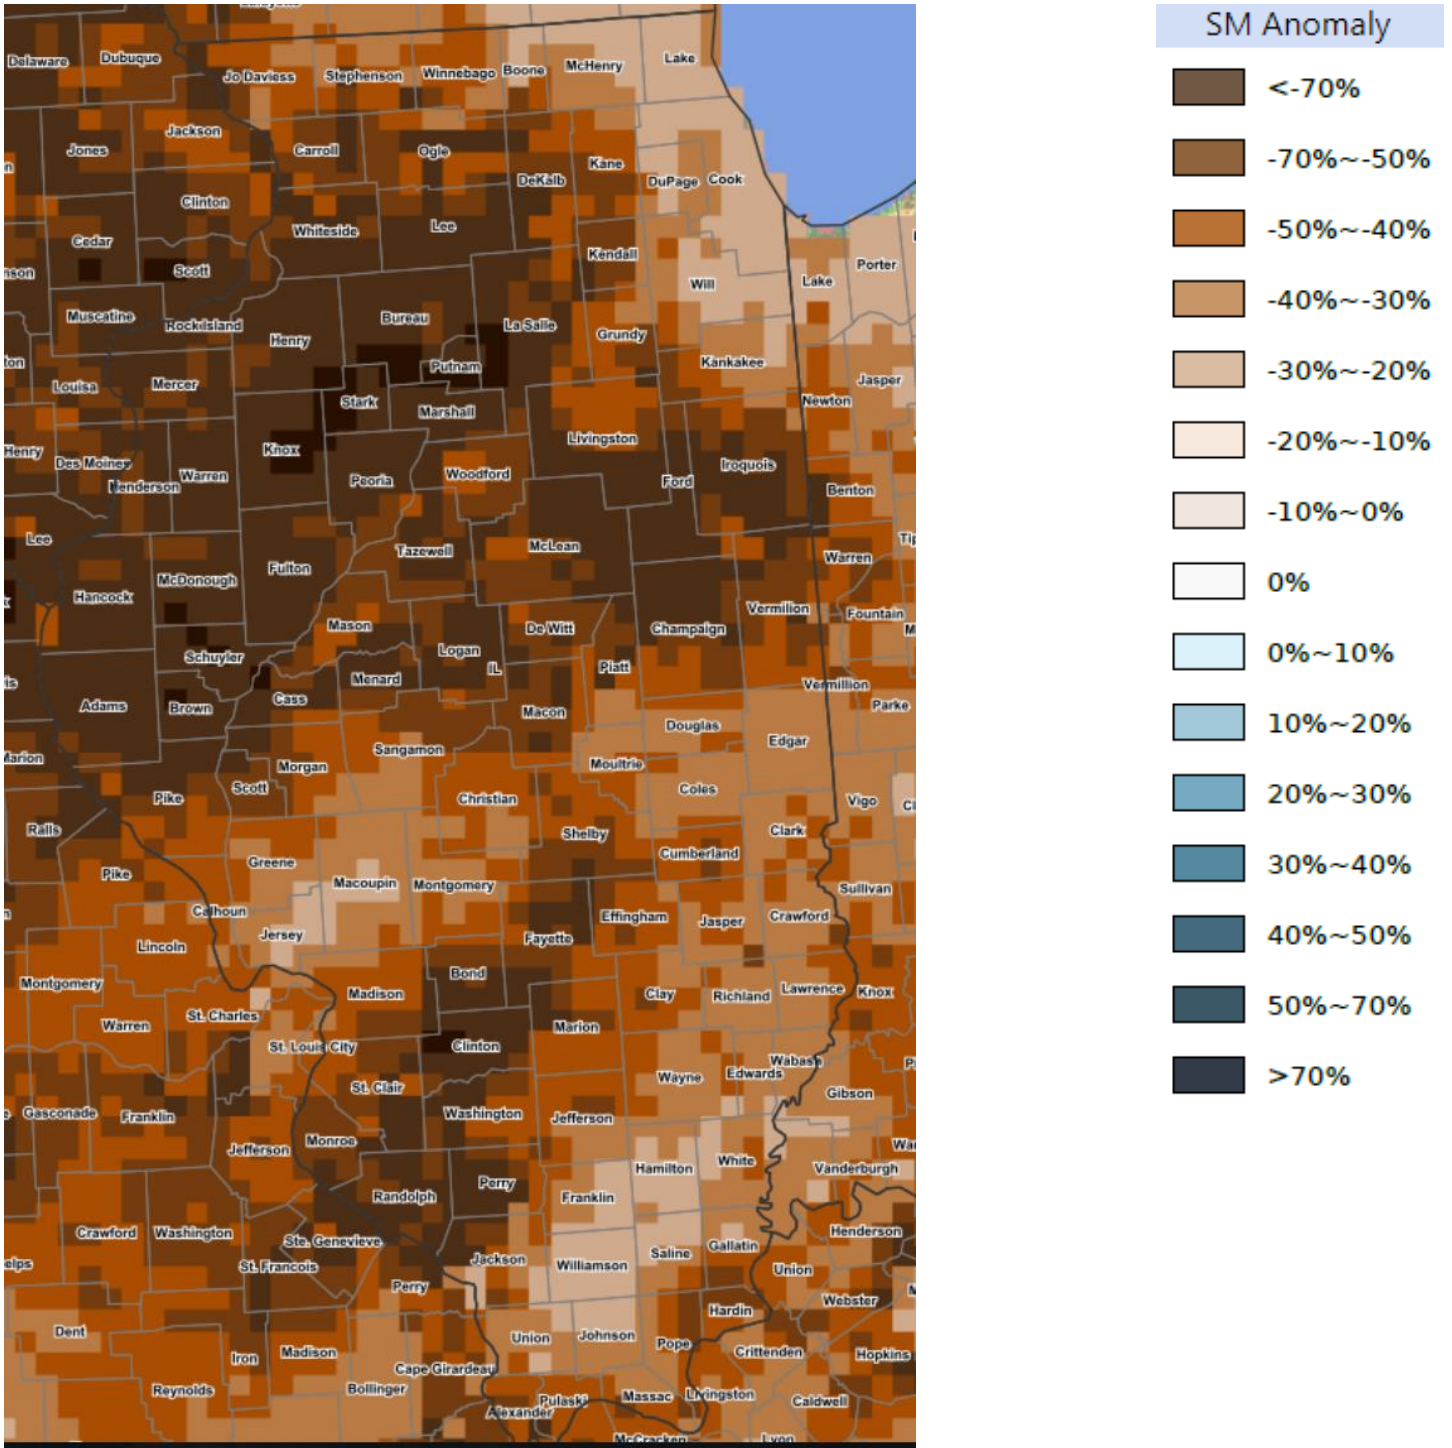 SM Anomaly
<-70%
-70%~-50%
-50%~-40%
-40%~-30%
-30%~-20%
-20%~-10%
-10%~0%
0%
0%~10%
10%~20%
20%~30%
30%~40%
40%~50%
50%~70%
>70%
Delaware
Dubuque
Jo Daviess
Stephenson
Winnebago
Boone
McHenry
Lake
Jones
Jackson
Carroll
Ogle
DeKalb
Kane
DuPage
Cook
Clinton
Cedar
Whiteside
Lee
Kendall
Scott
Will
Lake
Porter
Muscatine
Rock Island
Henry
Bureau
La Salle
Grundy
Putnam
Kankakee
Louisa
Mercer
Stark
Marshall
Newton
Jasper
Henry
Des Moines
Henderson
Warren
Knox
Peoria
Woodford
Livingston
Ford
Iroquois
Benton
Lee
McDonough
Fulton
Tazewell
McLean
Warren
Hancock
Mason
Schuyler
Logan
IL
De Witt
Piatt
Champaign
Vermilion
Fountain
Adams
Brown
Cass
Menard
Macon
Douglas
Vermillion
Parke
Marion
Morgan
Sangamon
Moultrie
Edgar
Pike
Scott
Christian
Coles
Vigo
Ralls
Shelby
Clark
Pike
Greene
Macoupin
Montgomery
Cumberland
Sullivan
Calhoun
Jersey
Effingham
Jasper
Crawford
Lincoln
Fayette
Montgomery
Bond
Madison
Clay
Richland
Lawrence
Knox
Warren
St. Charles
St. Louis City
Clinton
Marion
Wayne
Edwards
Wabash
St. Clair
Gibson
Gasconade
Franklin
Jefferson
Monroe
Washington
Jefferson
Hamilton
White
Vanderburgh
Randolph
Perry
Franklin
Crawford
Washington
Ste. Genevieve
Henderson
St. Francois
Jackson
Williamson
Saline
Gallatin
Union
Perry
Webster
Dent
Iron
Madison
Union
Johnson
Pope
Hardin
Crittenden
Hopkins
Reynolds
Bollinger
Cape Girardeau
Alexander
Pulaski
Massac
Livingston
Caldwell
McCracken
Lyon